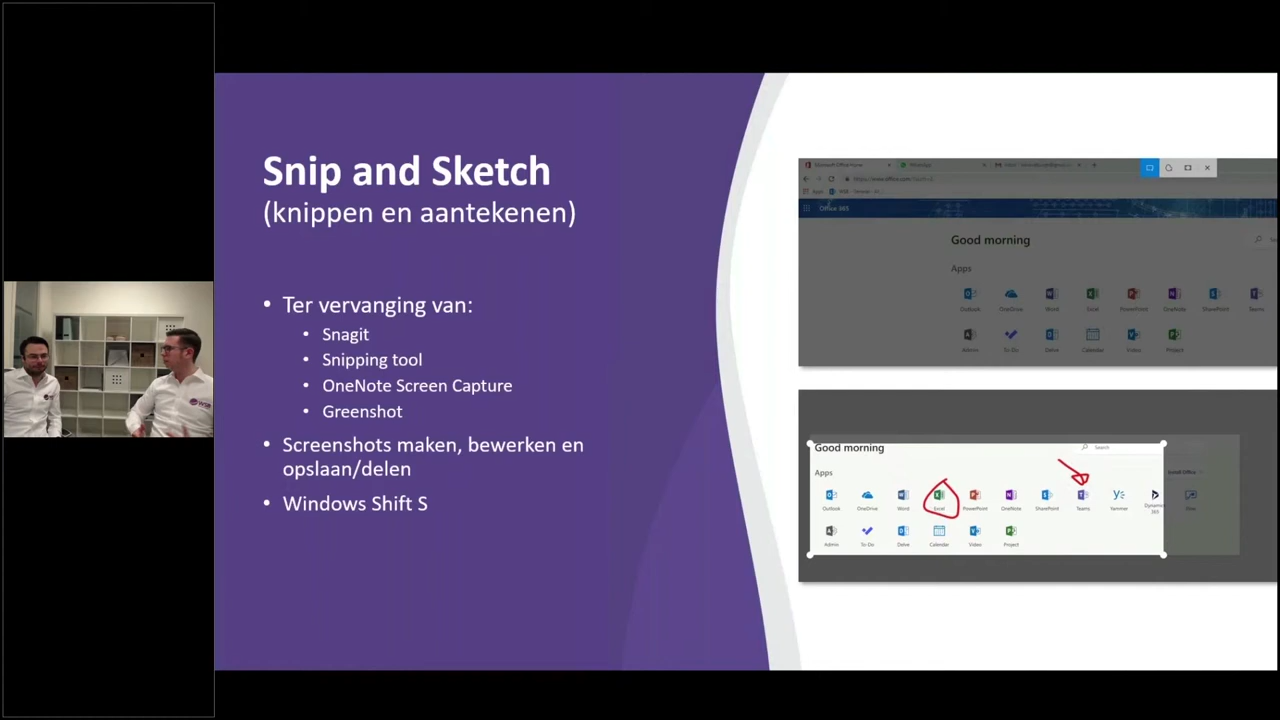 Snip and Sketch
(knippen en aantekenen)
• Ter vervanging van:
• Snagit
• Snipping tool
• OneNote Screen Capture
• Greenshot
• Screenshots maken, bewerken en
opslaan/delen
• Windows Shift S
Office 365
Good morning
Apps
Outlook OneDrive Word Excel PowerPoint OneNote SharePoint Teams
Admin To Do Delve Calendar Video Project
Good morning
Search
Apps
Install Office
Outlook OneDrive Word Excel PowerPoint OneNote SharePoint Teams Yammer
Admin To Do Delve Calendar Video Project